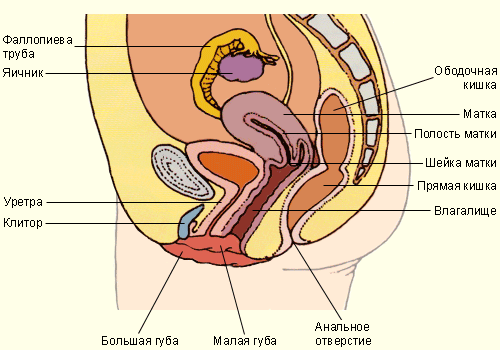 Фаллопиева
труба
Яичник
Ободочная
кишка
Матка
Полость матки
Шейка матки
Прямая кишка
Уретра
Влагалище
Клитор
Большая губа
Малая губа
Анальное
отверстие